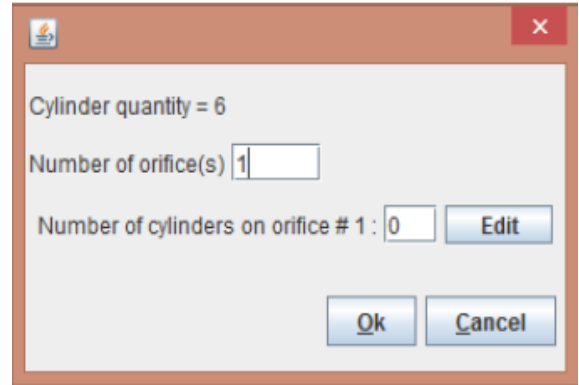 Cylinder quantity = 6
Number of orifice(s) 1
Number of cylinders on orifice # 1 : 0 Edit
Ok Cancel